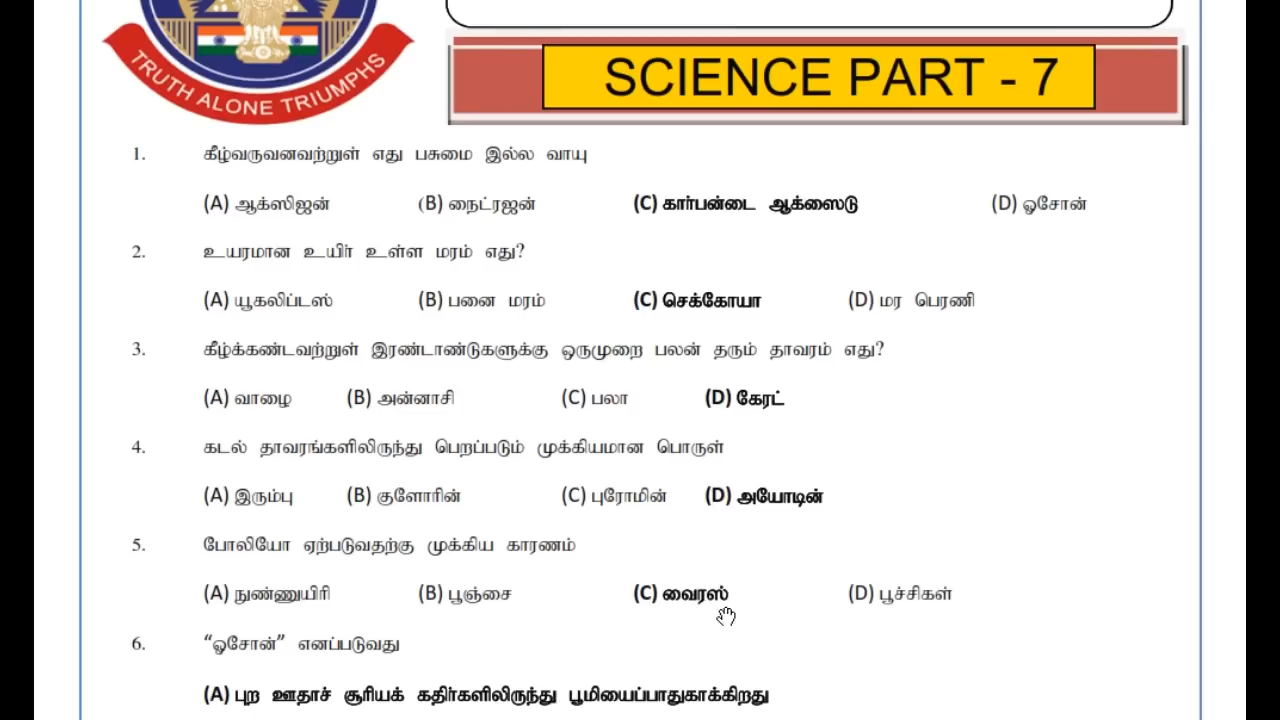 TRUTH ALONE TRIUMPHS
SCIENCE PART - 7
1. கீழ்வருவனவற்றுள் எது பசுமை இல்ல வாயு
(A) ஆக்ஸிஜன் (B) நைட்ரஜன் (C) கார்பன்டை ஆக்ஸைடு (D) ஓசோன்
2. உயரமான உயிர் உள்ள மரம் எது?
(A) யூகலிப்டஸ் (B) பனை மரம் (C) செக்கோயா (D) மர பெரணி
3. கீழ்க்கண்டவற்றுள் இரண்டாண்டுகளுக்கு ஒருமுறை பலன் தரும் தாவரம் எது?
(A) வாழை (B) அன்னாசி (C) பலா (D) கேரட்
4. கடல் தாவரங்களிலிருந்து பெறப்படும் முக்கியமான பொருள்
(A) இரும்பு (B) குளோரின் (C) புரோமின் (D) அயோடின்
5. போலியோ ஏற்படுவதற்கு முக்கிய காரணம்
(A) நுண்ணுயிரி (B) பூஞ்சை (C) வைரஸ் (D) பூச்சிகள்
6. “ஓசோன்” எனப்படுவது
(A) புற ஊதாச் சூரியக் கதிர்களிலிருந்து பூமியைப்பாதுகாக்கிறது